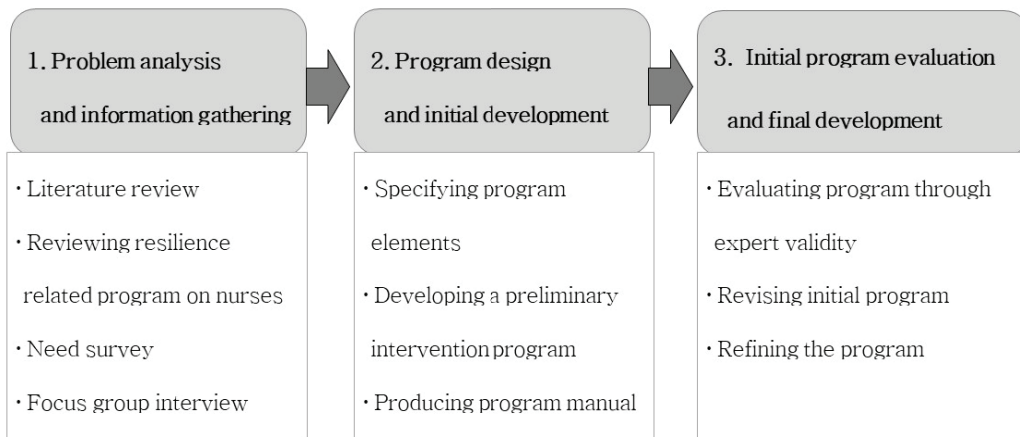 1. Problem analysis
and information gathering
· Literature review
· Reviewing resilience
related program on nurses
· Need survey
· Focus group interview
2. Program design
and initial development
· Specifying program
elements
· Developing a preliminary
intervention program
· Producing program manual
3. Initial program evaluation
and final development
· Evaluating program through
expert validity
· Revising initial program
· Refining the program